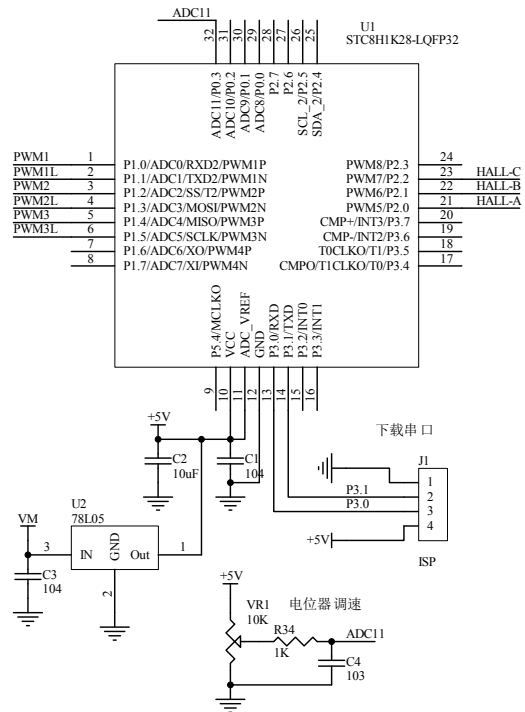 ADC11
U1
STC8H1K28-LQFP32
32
31
30
29
28
27
26
25
ADC11/P0.3
ADC10/P0.2
ADC9/P0.1
ADC8/P0.0
P2.7
P2.6
SCL_2/P2.5
SDA_2/P2.4
PWM1 1 P1.0/ADC0/RXD2/PWM1P
PWM1L 2 P1.1/ADC1/TXD2/PWM1N
PWM2 3 P1.2/ADC2/SS/T2/PWM2P
PWM2L 4 P1.3/ADC3/MOSI/PWM2N
PWM3 5 P1.4/ADC4/MISO/PWM3P
PWM3L 6 P1.5/ADC5/SCLK/PWM3N
7 P1.6/ADC6/XO/PWM4P
8 P1.7/ADC7/XI/PWM4N
PWM8/P2.3 24
PWM7/P2.2 23 HALL-C
PWM6/P2.1 22 HALL-B
PWM5/P2.0 21 HALL-A
CMP+/INT3/P3.7 20
CMP-/INT2/P3.6 19
T0CLKO/T1/P3.5 18
CMPO/T1CLKO/T0/P3.4 17
P5.4/MCLKO
VCC
ADC_VREF
GND
P3.0/RXD
P3.1/TXD
P3.2/INT0
P3.3/INT1
9
10
11
12
13
14
15
16
+5V
C2
10uF
C1
104
下载串口
J1
1
P3.1 2
P3.0 3
+5V 4
ISP
U2
78L05
VM
3 IN GND Out 1
2
C3
104
+5V
VR1
10K
电位器调速
R34
1K
ADC11
C4
103